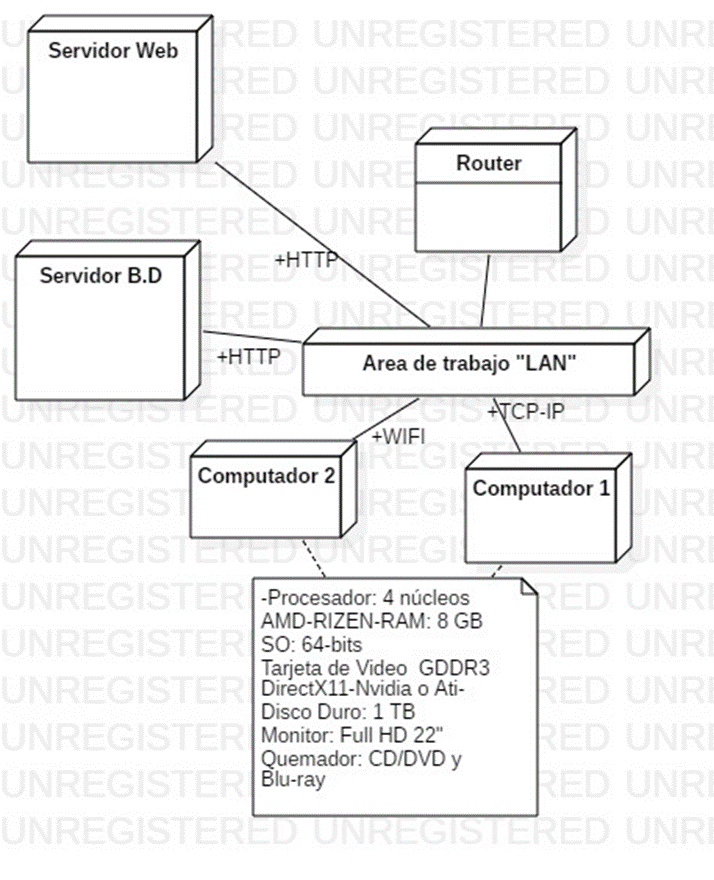 Servidor Web
Router
+HTTP
Servidor B.D
+HTTP
Area de trabajo "LAN"
+WIFI
+TCP-IP
Computador 2
Computador 1
-Procesador: 4 núcleos
AMD-RIZEN-RAM: 8 GB
SO: 64-bits
Tarjeta de Video GDDR3
DirectX11-Nvidia o Ati-
Disco Duro: 1 TB
Monitor: Full HD 22"
Quemador: CD/DVD y
Blu-ray
UNREGISTERED